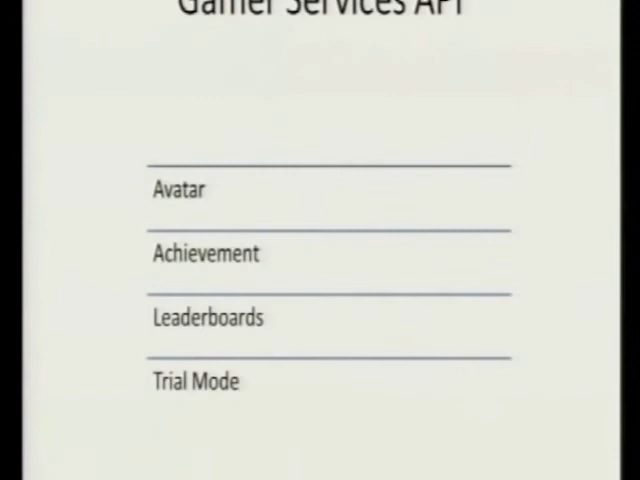 Gamer Services API
Avatar
Achievement
Leaderboards
Trial Mode